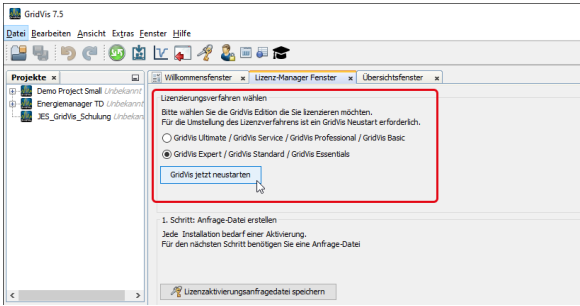 GridVis 7.5
Datei Bearbeiten Ansicht Extras Fenster Hilfe
Projekte
Demo Project Small Unbekannt
Energiemanager TD Unbekannt
JES_GridVis_Schulung Unbekan
Willkommensfenster
Lizenz-Manager Fenster
Übersichtsfenster
Lizenzierungsverfahren wählen
Bitte wählen Sie die GridVis Edition die Sie lizenzieren möchten.
Für die Umstellung des Lizenzverfahrens ist ein GridVis Neustart erforderlich.
GridVis Ultimate / GridVis Service / GridVis Professional / GridVis Basic
GridVis Expert / GridVis Standard / GridVis Essentials
GridVis jetzt neustarten
1. Schritt: Anfrage-Datei erstellen
Jede Installation bedarf einer Aktivierung.
Für den nächsten Schritt benötigen Sie eine Anfrage-Datei
Lizenzaktivierungsanfragedatei speichern